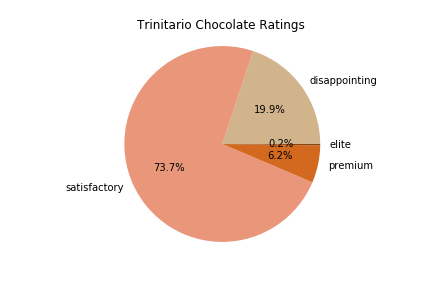 Trinitario Chocolate Ratings
disappointing
19.9%
0.2%
elite
6.2%
premium
73.7%
satisfactory